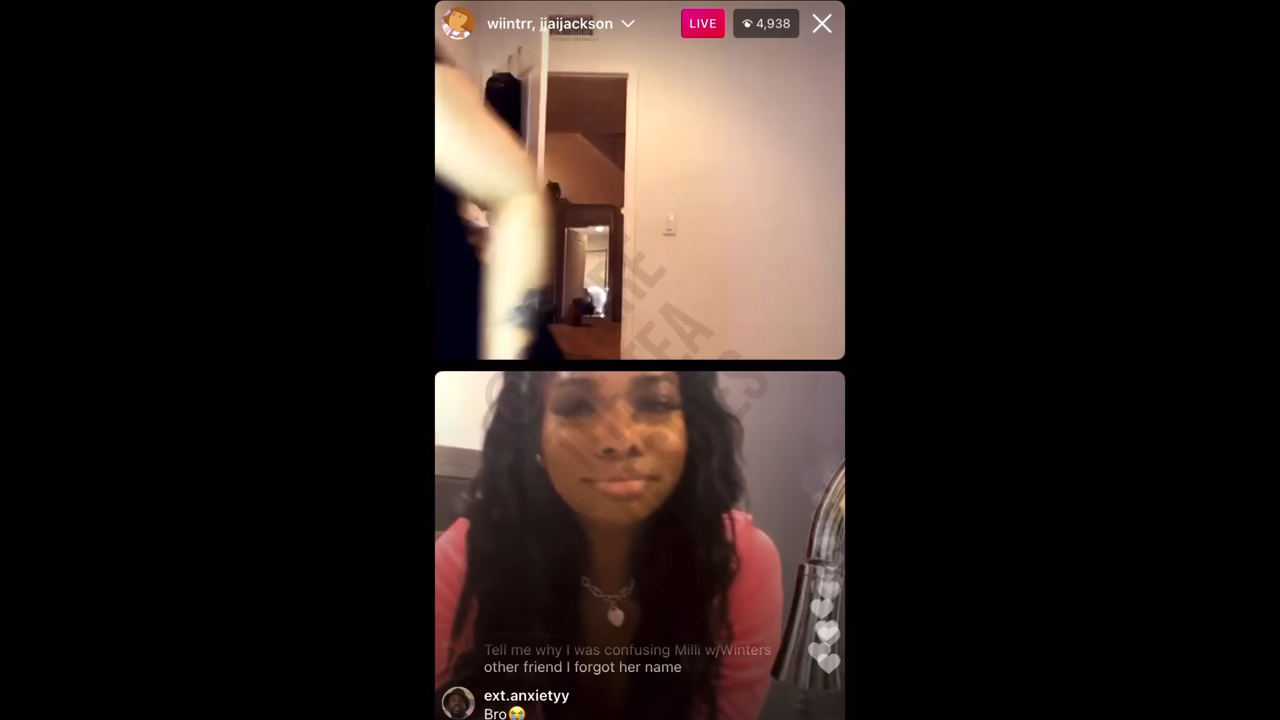 wiintrr, jjaijackson
LIVE
4,938
TEA
Tell me why I was confusing Milli w/Winters
other friend I forgot her name
ext.anxietyy
Bro😭